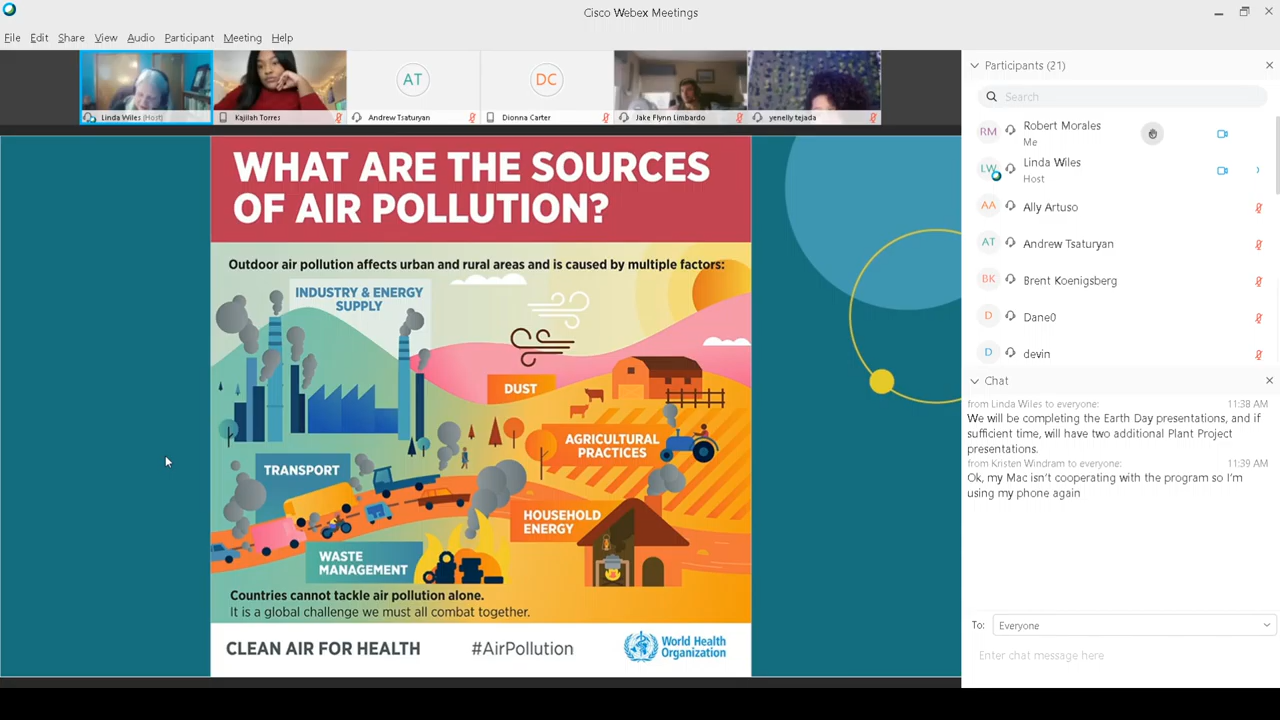 Cisco Webex Meetings
File Edit Share View Audio Participant Meeting Help
AT
DC
Linda Wiles (Host)
Kajilah Torres
Andrew Tsaturyan
Dionna Carter
Jake Flynn Limbardo
yenelly tejada
WHAT ARE THE SOURCES
OF AIR POLLUTION?
Outdoor air pollution affects urban and rural areas and is caused by multiple factors:
INDUSTRY & ENERGY
SUPPLY
DUST
AGRICULTURAL
PRACTICES
TRANSPORT
HOUSEHOLD
ENERGY
WASTE
MANAGEMENT
Countries cannot tackle air pollution alone.
It is a global challenge we must all combat together.
CLEAN AIR FOR HEALTH
#AirPollution
World Health
Organization
Participants (21)
Search
RM
Robert Morales
Me
LW
Linda Wiles
Host
AA
Ally Artuso
AT
Andrew Tsaturyan
BK
Brent Koenigsberg
D
Dane0
D
devin
Chat
from Linda Wiles to everyone: 11:38 AM
We will be completing the Earth Day presentations, and if
sufficient time, will have two additional Plant Project
presentations.
from Kristen Windram to everyone: 11:39 AM
Ok, my Mac isn't cooperating with the program so I'm
using my phone again
To: Everyone
Enter chat message here